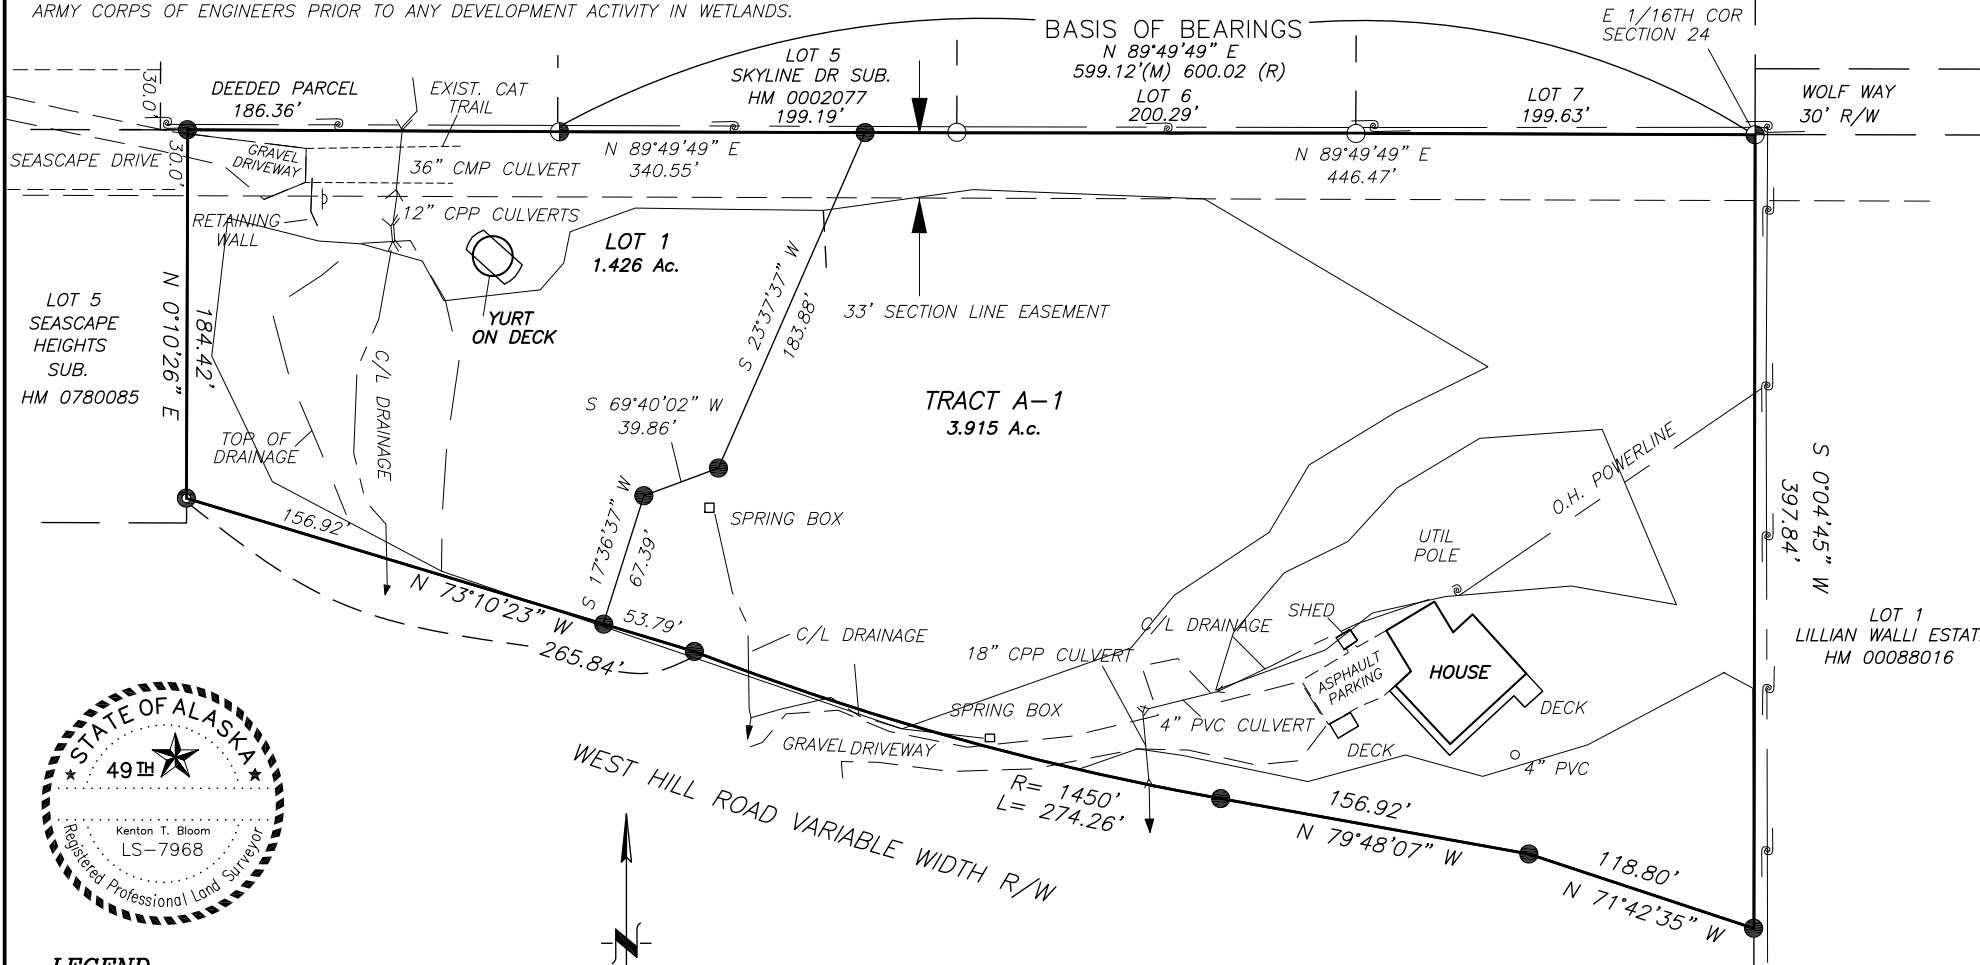 ARMY CORPS OF ENGINEERS PRIOR TO ANY DEVELOPMENT ACTIVITY IN WETLANDS.
E 1/16TH COR
SECTION 24
BASIS OF BEARINGS
N 89°49'49" E
599.12'(M) 600.02 (R)
LOT 5
SKYLINE DR SUB.
HM 0002077
199.19'
LOT 6
200.29'
LOT 7
199.63'
WOLF WAY
30' R/W
30.0'
DEEDED PARCEL
186.36'
EXIST. CAT
TRAIL
SEASCAPE DRIVE
30.0'
GRAVEL
DRIVEWAY
36" CMP CULVERT
N 89°49'49" E
340.55'
N 89°49'49" E
446.47'
RETAINING
WALL
12" CPP CULVERTS
LOT 1
1.426 Ac.
YURT
ON DECK
S 23°37'37" W
183.88'
33' SECTION LINE EASEMENT
LOT 5
SEASCAPE
HEIGHTS
SUB.
HM 0780085
N 0°10'26" E
184.42'
C/L DRAINAGE
TOP OF
DRAINAGE
S 69°40'02" W
39.86'
TRACT A-1
3.915 A.c.
O.H. POWERLINE
S 0°04'45" W
397.84'
SPRING BOX
156.92'
S 17°36'37" W
67.39'
UTIL
POLE
N 73°10'23" W
53.79'
265.84'
C/L DRAINAGE
18" CPP CULVERT
C/L DRAINAGE
SHED
LOT 1
LILLIAN WALLI ESTAT
HM 00088016
ASPHALT
PARKING
HOUSE
DECK
SPRING BOX
4" PVC CULVERT
GRAVEL DRIVEWAY
DECK
4" PVC
WEST HILL ROAD VARIABLE WIDTH R/W
R= 1450'
L= 274.26'
156.92'
N 79°48'07" W
118.80'
N 71°42'35" W
STATE OF ALASKA
49 TH
Kenton T. Bloom
LS-7968
Registered Professional Land Surveyor
N
LEGEND